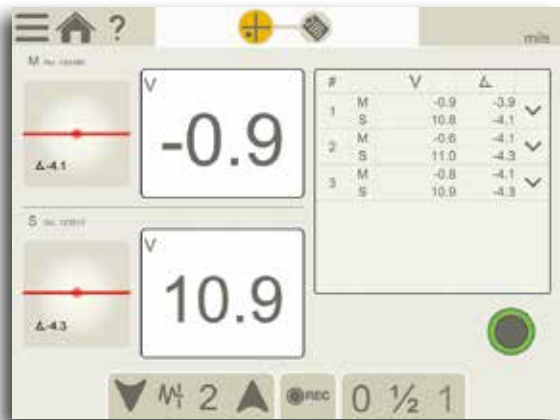 ?
mils
M
V
-0.9
∡-4.1
S
V
10.9
∡-4.3
# V ∡
1 M -0.9 -3.9
S 10.8 -4.1
2 M -0.6 -4.1
S 11.0 -4.3
3 M -0.8 -4.1
S 10.9 -4.3
2
REC
0 ½ 1